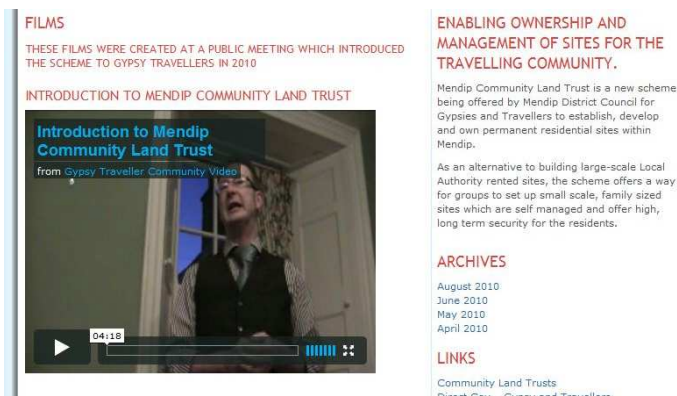 FILMS
THESE FILMS WERE CREATED AT A PUBLIC MEETING WHICH INTRODUCED
THE SCHEME TO GYPSY TRAVELLERS IN 2010
INTRODUCTION TO MENDIP COMMUNITY LAND TRUST
Introduction to Mendip
Community Land Trust
from Gypsy Traveller Community Video
04:18
ENABLING OWNERSHIP AND
MANAGEMENT OF SITES FOR THE
TRAVELLING COMMUNITY.
Mendip Community Land Trust is a new scheme
being offered by Mendip District Council for
Gypsies and Travellers to establish, develop
and own permanent residential sites within
Mendip.
As an alternative to building large-scale Local
Authority rented sites, the scheme offers a way
for groups to set up small scale, family sized
sites which are self managed and offer high,
long term security for the residents.
ARCHIVES
August 2010
June 2010
May 2010
April 2010
LINKS
Community Land Trusts
Direct Gov - Gypsy and Travellers